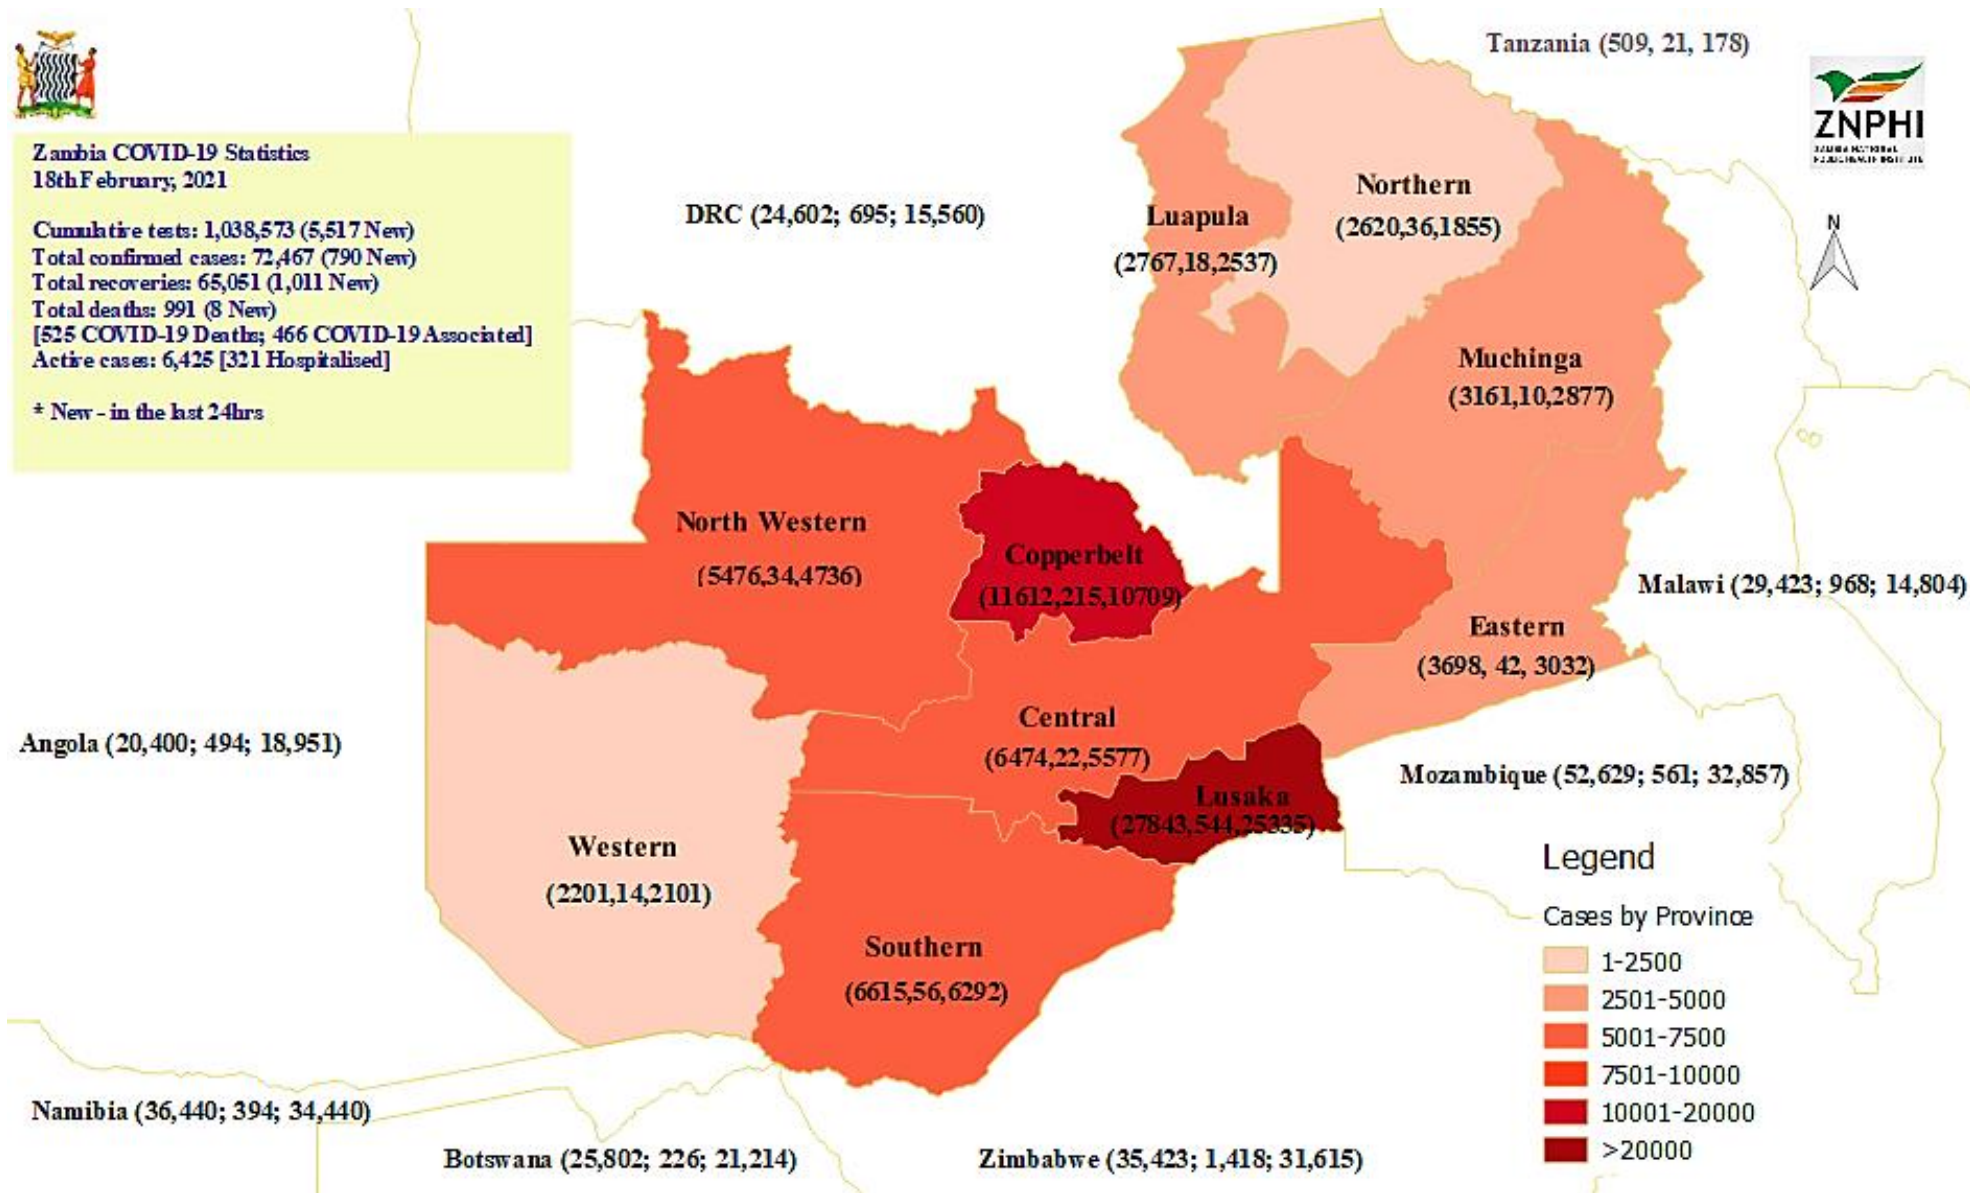 Zambia COVID-19 Statistics
18th February, 2021
Cumulative tests: 1,038,573 (5,517 New)
Total confirmed cases: 72,467 (790 New)
Total recoveries: 65,051 (1,011 New)
Total deaths: 991 (8 New)
[525 COVID-19 Deaths; 466 COVID-19 Associated]
Active cases: 6,425 [321 Hospitalised]
* New - in the last 24hrs
Tanzania (509, 21, 178)
ZNPHI
ZAMBIA NATIONAL
PUBLIC HEALTH INSTITUTE
N
DRC (24,602; 695; 15,560)
Luapula
(2767,18,2537)
Northern
(2620,36,1855)
Muchinga
(3161,10,2877)
North Western
(5476,34,4736)
Copperbelt
(11612,215,10709)
Malawi (29,423; 968; 14,804)
Eastern
(3698, 42, 3032)
Central
(6474,22,5577)
Angola (20,400; 494; 18,951)
Mozambique (52,629; 561; 32,857)
Lusaka
(27843,544,25335)
Western
(2201,14,2101)
Southern
(6615,56,6292)
Namibia (36,440; 394; 34,440)
Botswana (25,802; 226; 21,214)
Zimbabwe (35,423; 1,418; 31,615)
Legend
Cases by Province
1-2500
2501-5000
5001-7500
7501-10000
10001-20000
>20000